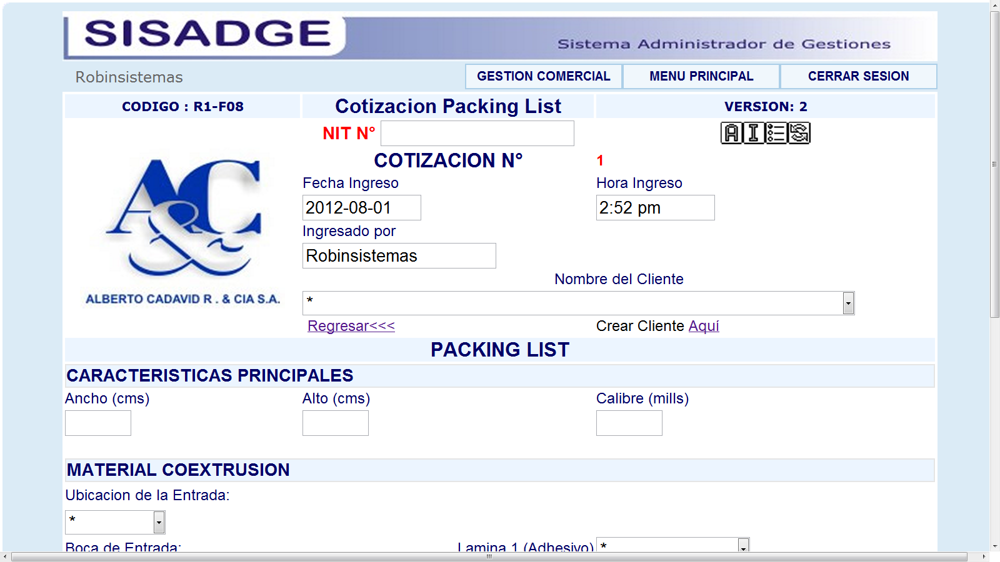 SISADGE
Sistema Administrador de Gestiones
Robinsistemas
GESTION COMERCIAL MENU PRINCIPAL CERRAR SESION
CODIGO : R1-F08 Cotizacion Packing List VERSION: 2
NIT N°
A I
COTIZACION N° 1
Fecha Ingreso Hora Ingreso
2012-08-01 2:52 pm
Ingresado por
Robinsistemas
A&C
ALBERTO CADAVID R . & CIA S.A.
Nombre del Cliente
*
Regresar<<< Crear Cliente Aquí
PACKING LIST
CARACTERISTICAS PRINCIPALES
Ancho (cms) Alto (cms) Calibre (mills)
MATERIAL COEXTRUSION
Ubicacion de la Entrada:
*
Boca de Entrada: Lamina 1 (Adhesivo) *